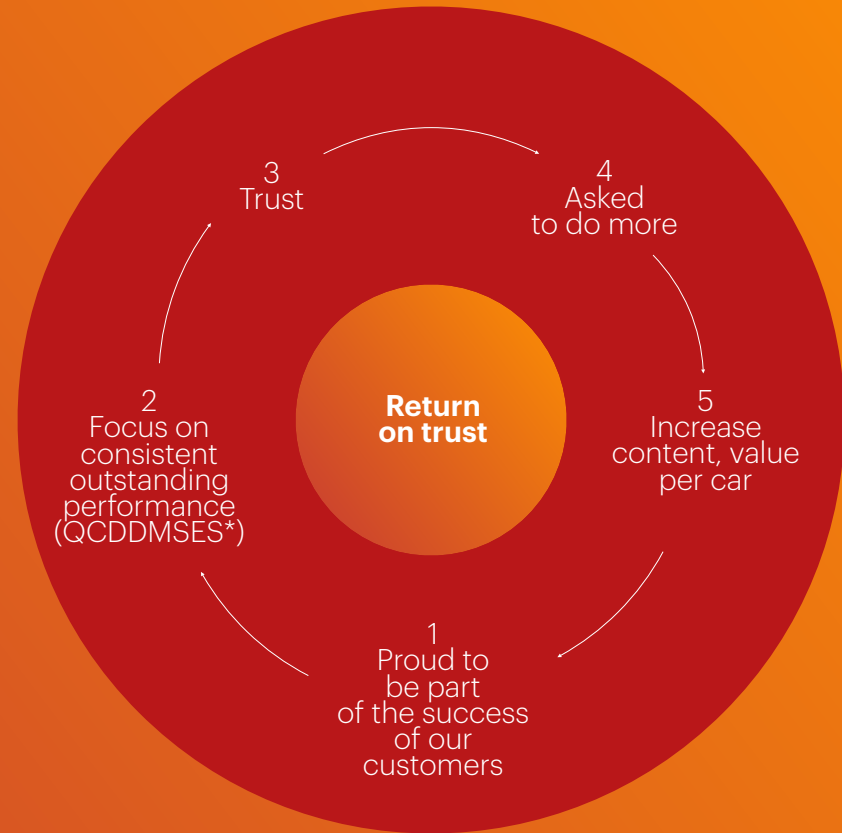 3
Trust
4
Asked
to do more
Return
on trust
2
Focus on
consistent
outstanding
performance
(QCDDMSES*)
5
Increase
content, value
per car
1
Proud to
be part
of the success
of our
customers